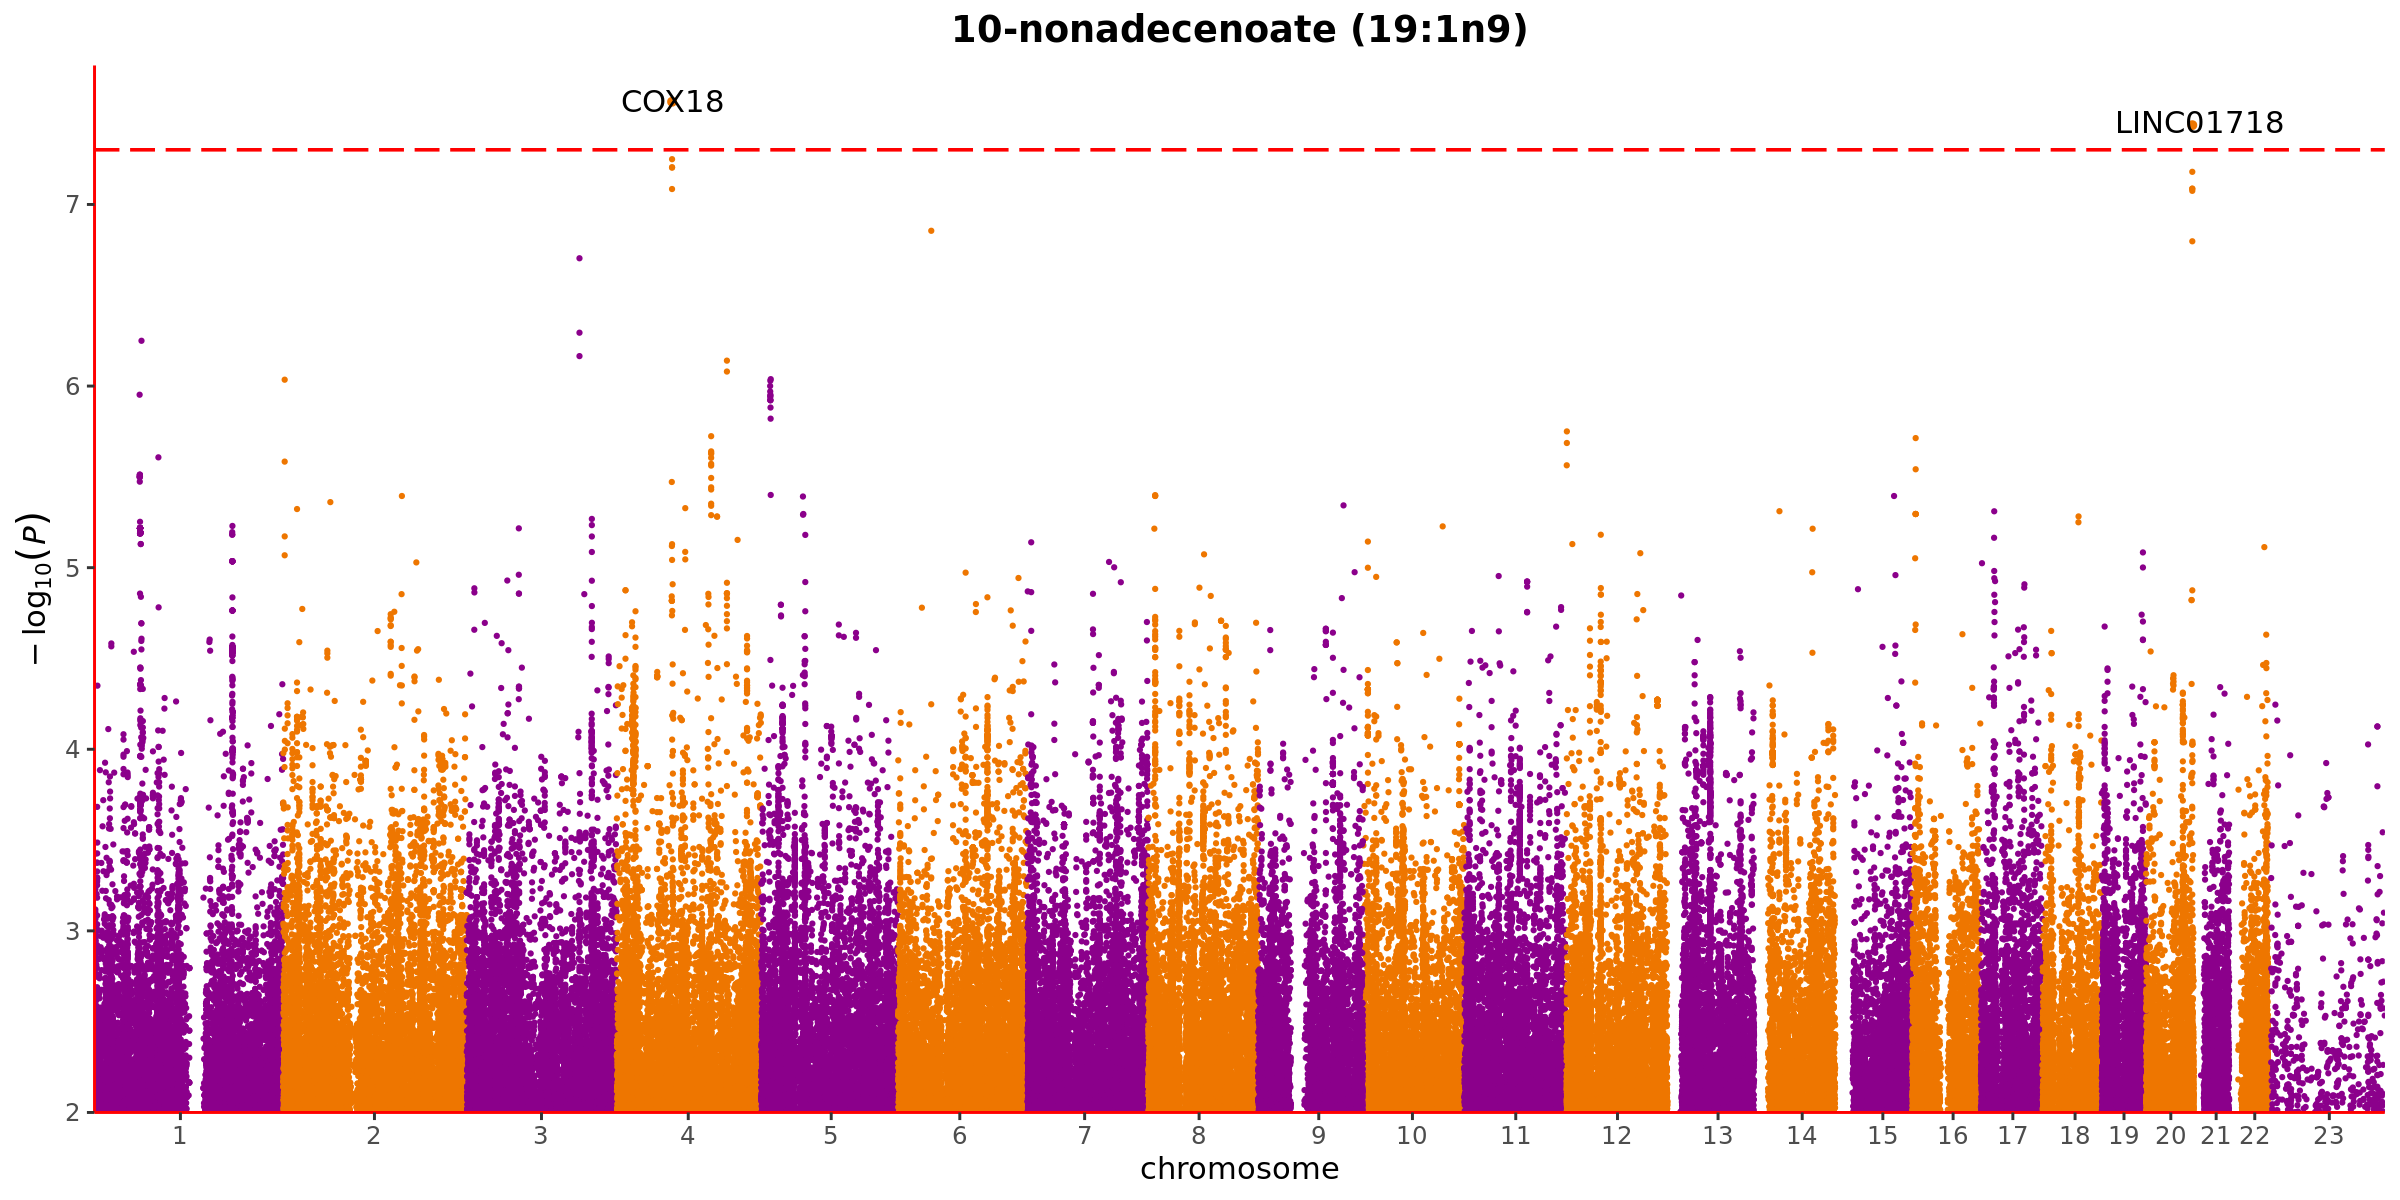 10-nonadecenoate (19:1n9)
COX18
LINC01718
7
6
5
4
3
2
− log10(P)
1 2 3 4 5 6 7 8 9 10 11 12 13 14 15 16 17 18 19 20 21 22 23
chromosome